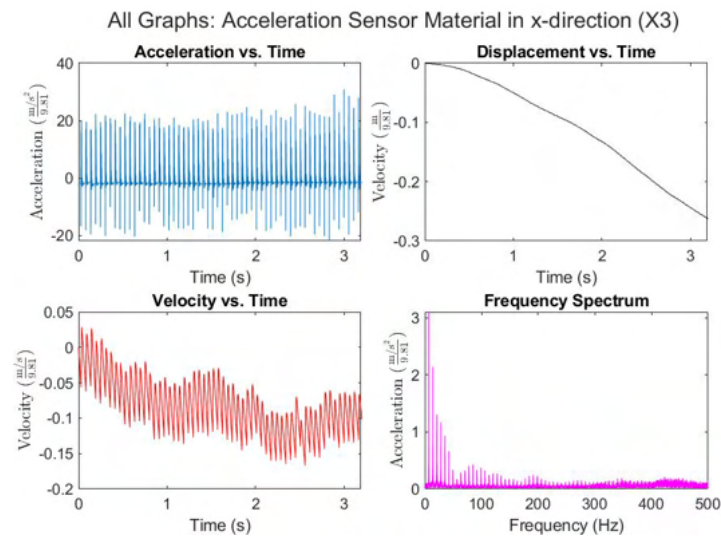 All Graphs: Acceleration Sensor Material in x-direction (X3)
Acceleration vs. Time
Acceleration (m/s²/9.81)
40
20
0
-20
0 1 2 3
Time (s)
Displacement vs. Time
Velocity (m/9.81)
0
-0.1
-0.2
-0.3
0 1 2 3
Time (s)
Velocity vs. Time
Velocity (m/s/9.81)
0.05
0
-0.05
-0.1
-0.15
-0.2
0 1 2 3
Time (s)
Frequency Spectrum
Acceleration (m/s²/9.81)
3
2
1
0
0 100 200 300 400 500
Frequency (Hz)